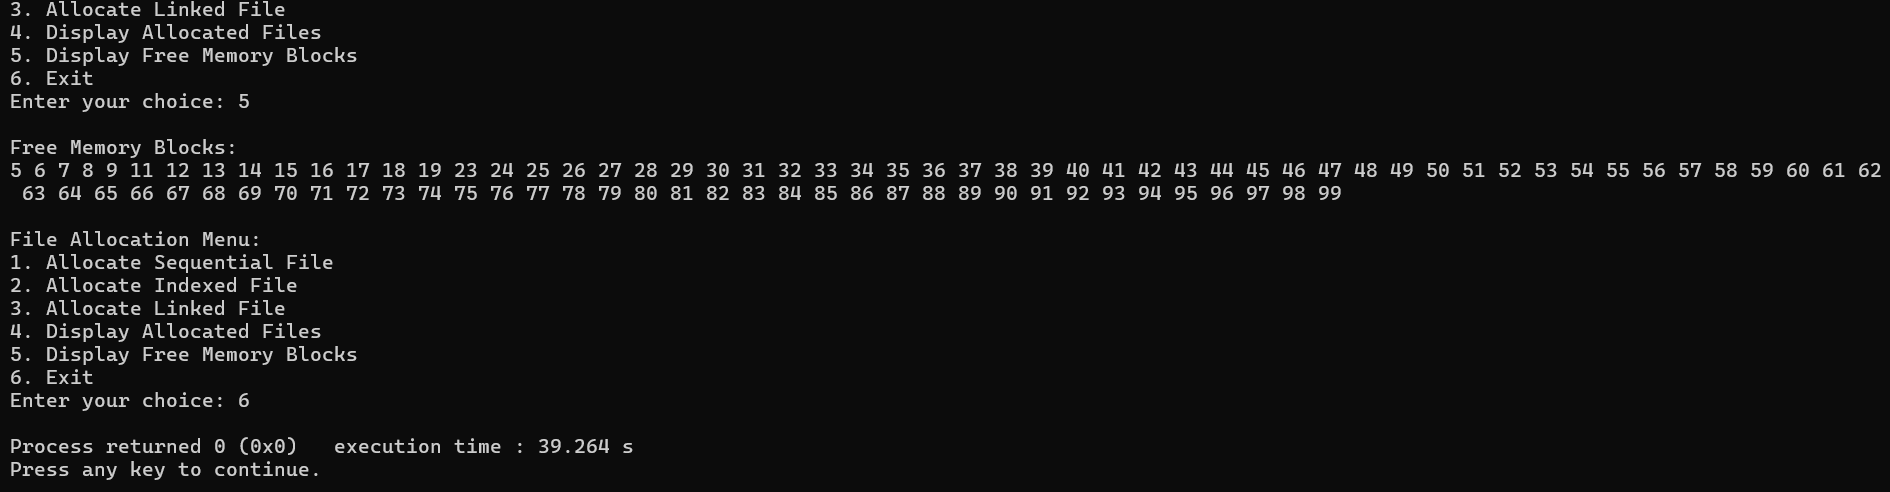 3. Allocate Linked File
4. Display Allocated Files
5. Display Free Memory Blocks
6. Exit
Enter your choice: 5
Free Memory Blocks:
5 6 7 8 9 11 12 13 14 15 16 17 18 19 23 24 25 26 27 28 29 30 31 32 33 34 35 36 37 38 39 40 41 42 43 44 45 46 47 48 49 50 51 52 53 54 55 56 57 58 59 60 61 62
63 64 65 66 67 68 69 70 71 72 73 74 75 76 77 78 79 80 81 82 83 84 85 86 87 88 89 90 91 92 93 94 95 96 97 98 99
File Allocation Menu:
1. Allocate Sequential File
2. Allocate Indexed File
3. Allocate Linked File
4. Display Allocated Files
5. Display Free Memory Blocks
6. Exit
Enter your choice: 6
Process returned 0 (0x0)   execution time : 39.264 s
Press any key to continue.